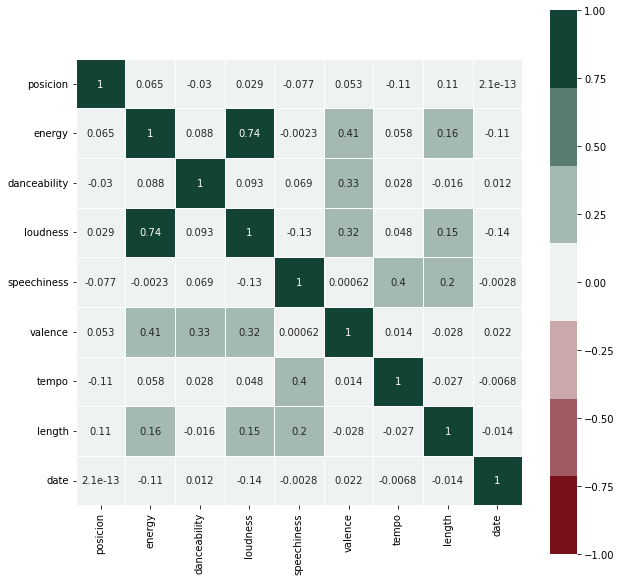 posicion 1 0.065 -0.03 0.029 -0.077 0.053 -0.11 0.11 2.1e-13
energy 0.065 1 0.088 0.74 -0.0023 0.41 0.058 0.16 -0.11
danceability -0.03 0.088 1 0.093 0.069 0.33 0.028 -0.016 0.012
loudness 0.029 0.74 0.093 1 -0.13 0.32 0.048 0.15 -0.14
speechiness -0.077 -0.0023 0.069 -0.13 1 0.00062 0.4 0.2 -0.0028
valence 0.053 0.41 0.33 0.32 0.00062 1 0.014 -0.028 0.022
tempo -0.11 0.058 0.028 0.048 0.4 0.014 1 -0.027 -0.0068
length 0.11 0.16 -0.016 0.15 0.2 -0.028 -0.027 1 -0.014
date 2.1e-13 -0.11 0.012 -0.14 -0.0028 0.022 -0.0068 -0.014 1
posicion energy danceability loudness speechiness valence tempo length date
1.00
0.75
0.50
0.25
0.00
−0.25
−0.50
−0.75
−1.00